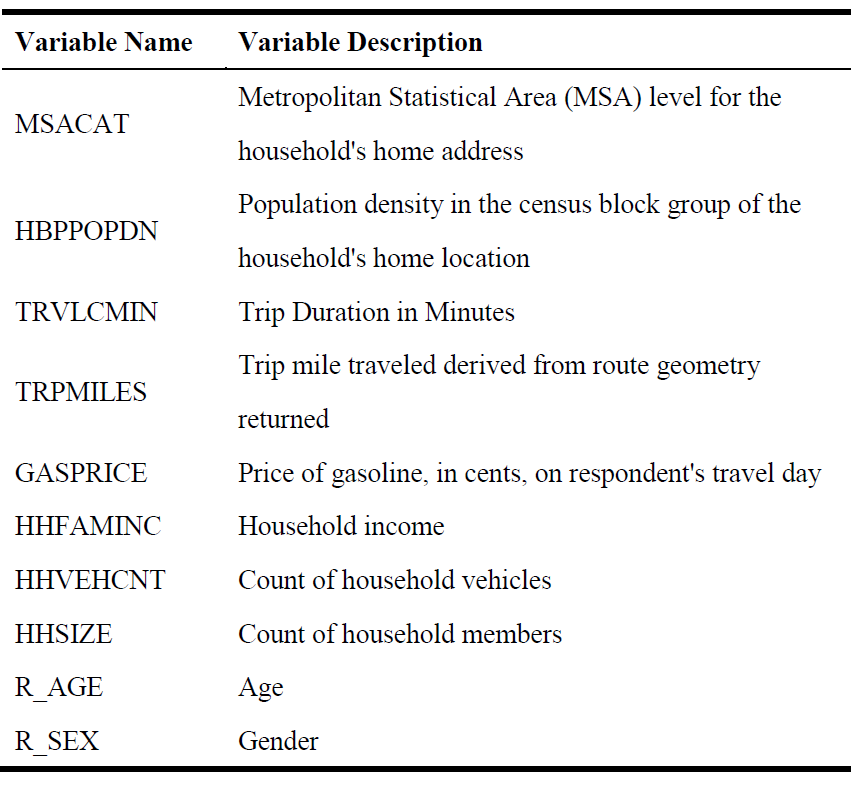 Variable Name Variable Description
MSACAT
Metropolitan Statistical Area (MSA) level for the
household's home address
HBPPOPDN
Population density in the census block group of the
household's home location
TRVLCMIN Trip Duration in Minutes
TRPMILES
Trip mile traveled derived from route geometry
returned
GASPRICE Price of gasoline, in cents, on respondent's travel day
HHFAMINC Household income
HHVEHCNT Count of household vehicles
HHSIZE Count of household members
R_AGE Age
R_SEX Gender